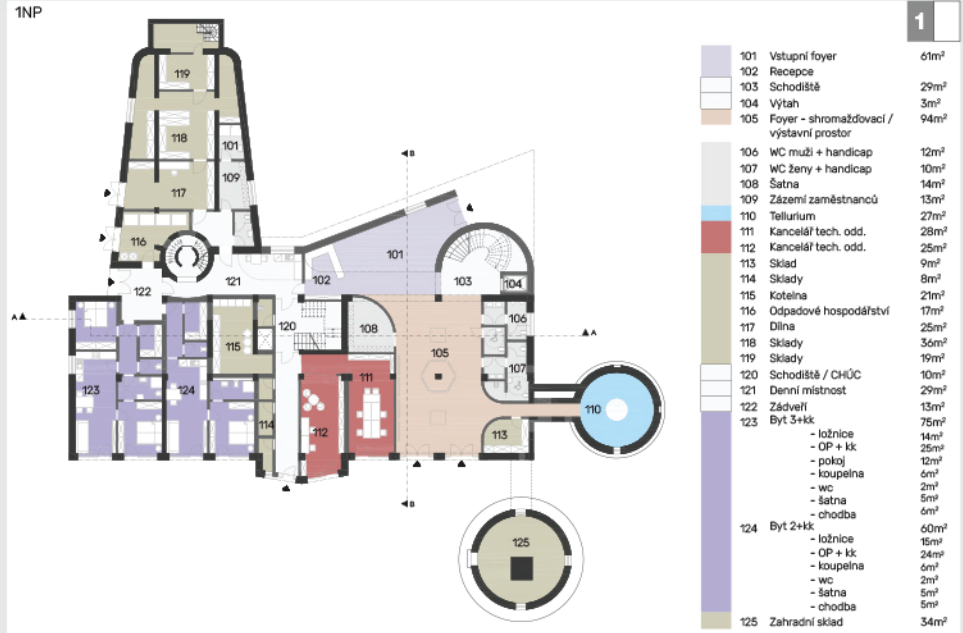 1NP
1
101 Vstupní foyer 61m²
102 Recepce
103 Schodiště 29m²
104 Výtah 3m²
105 Foyer - shromažďovací / 94m²
výstavní prostor
106 WC muži + handicap 12m²
107 WC ženy + handicap 10m²
108 Šatna 14m²
109 Zázemí zaměstnanců 13m²
110 Tellurium 27m²
111 Kancelář tech. odd. 28m²
112 Kancelář tech. odd. 25m²
113 Sklad 9m²
114 Sklady 8m²
115 Kotelna 21m²
116 Odpadové hospodářství 17m²
117 Dílna 25m²
118 Sklady 36m²
119 Sklady 19m²
120 Schodiště / CHÚC 10m²
121 Denní místnost 29m²
122 Zádveří 13m²
123 Byt 3+kk 75m²
- ložnice 14m²
- OP + kk 25m²
- pokoj 12m²
- koupelna 6m²
- wc 2m²
- šatna 5m²
- chodba 6m²
124 Byt 2+kk 60m²
- ložnice 15m²
- OP + kk 24m²
- koupelna 6m²
- wc 2m²
- šatna 5m²
- chodba 5m²
125 Zahradní sklad 34m²
119
118
101
117
109
B
116
101
121
102
103
104
122
A
120
108
106
A
115
105
107
123
124
111
110
114
112
113
B
125